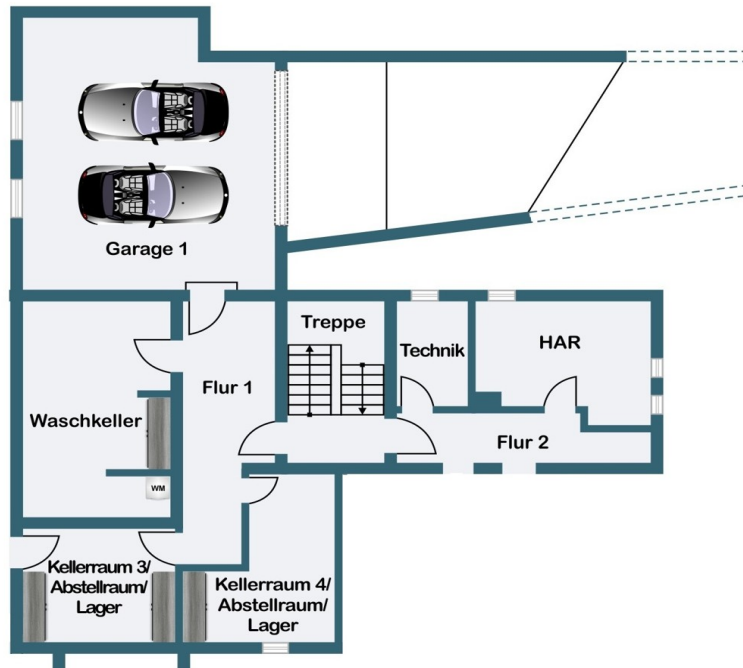 Garage 1
Treppe
Technik
HAR
Flur 1
Waschkeller
Flur 2
WM
Kellerraum 3/
Abstellraum/
Lager
Kellerraum 4/
Abstellraum/
Lager